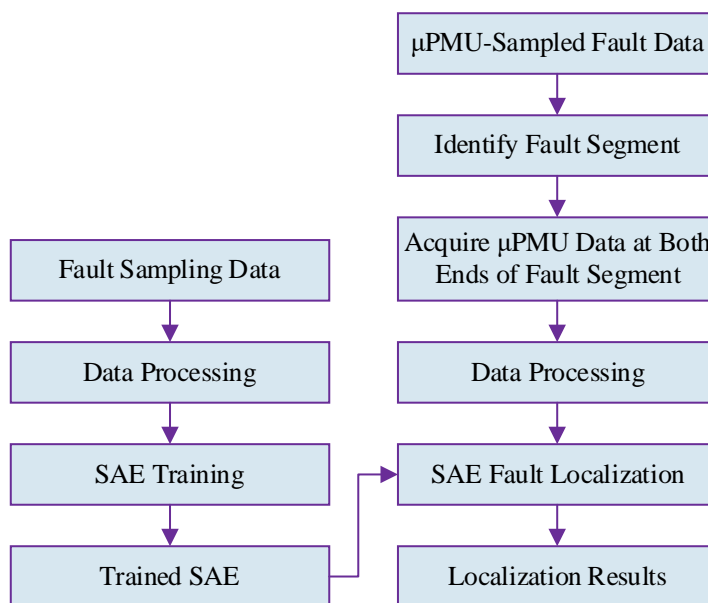 μPMU-Sampled Fault Data
Identify Fault Segment
Acquire μPMU Data at Both
Ends of Fault Segment
Data Processing
SAE Fault Localization
Localization Results
Fault Sampling Data
Data Processing
SAE Training
Trained SAE